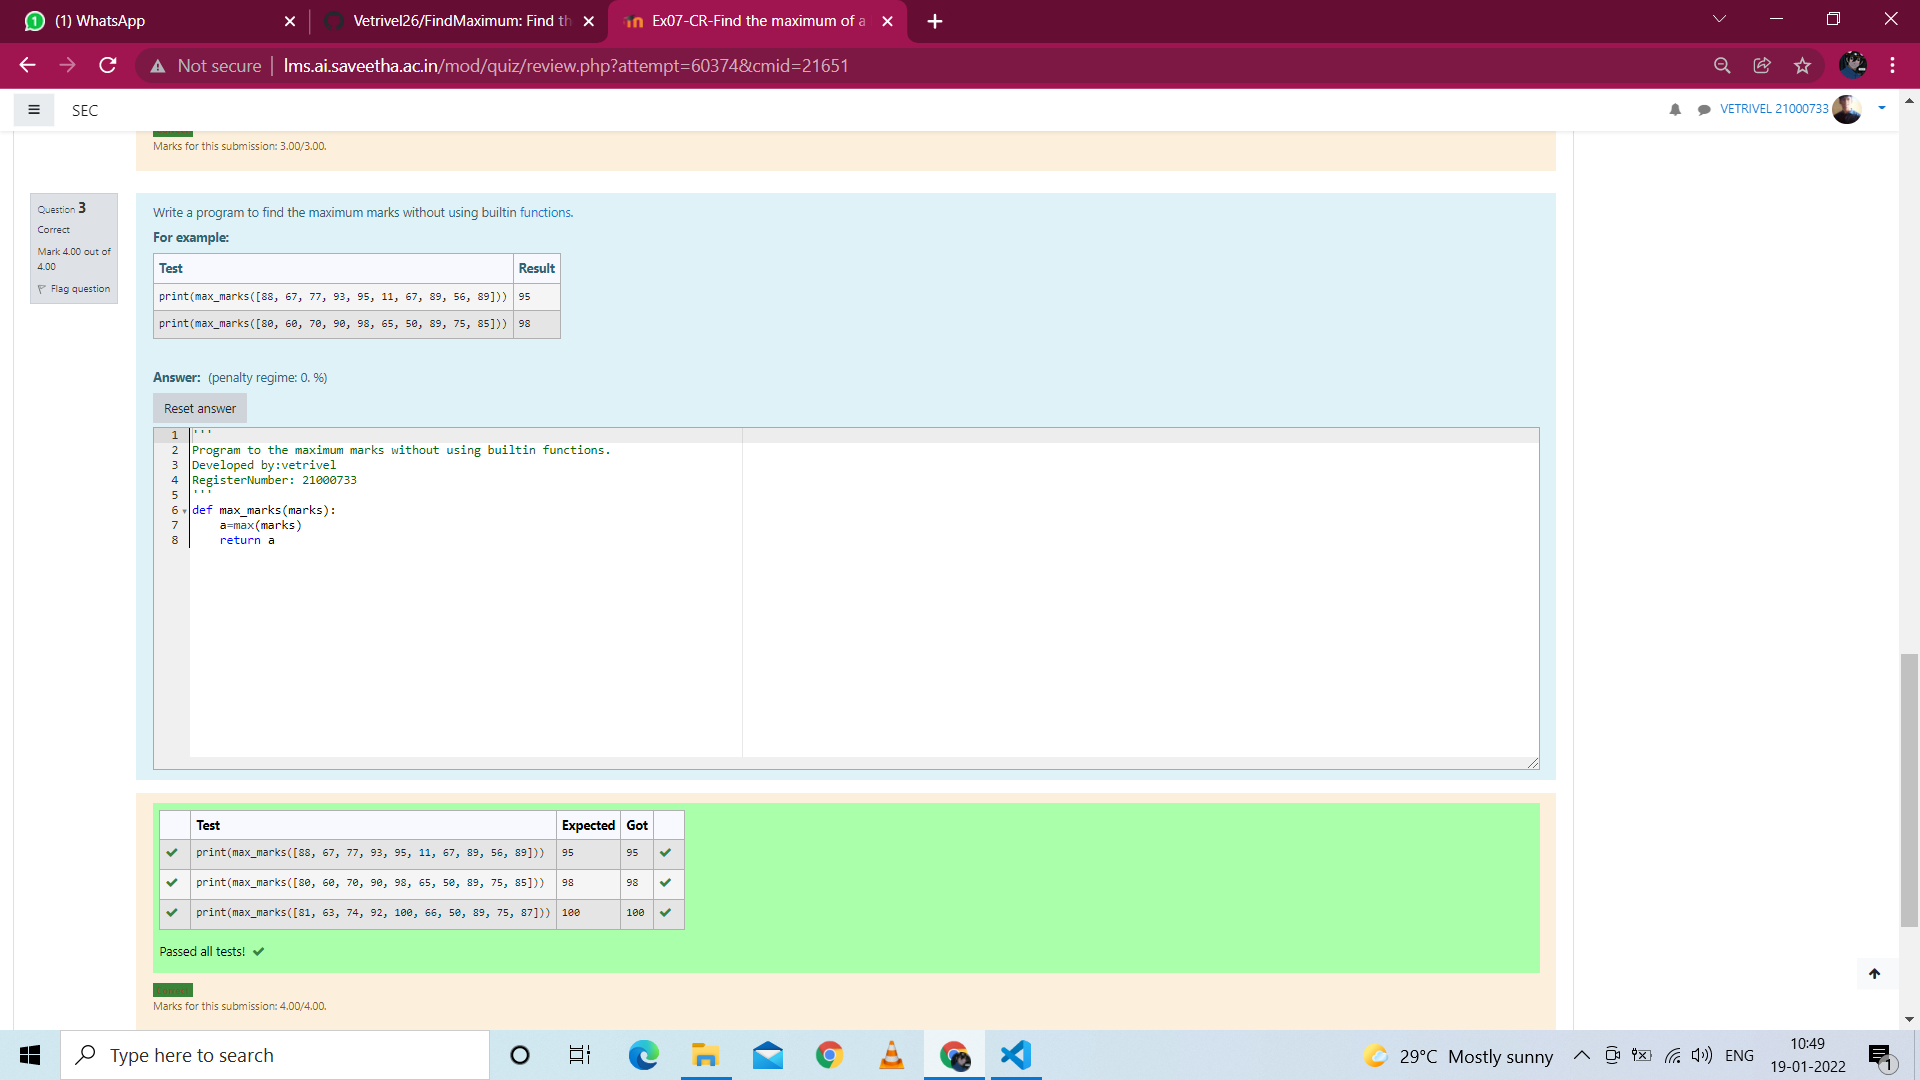 (1) WhatsApp
Vetrivel26/FindMaximum: Find th
Ex07-CR-Find the maximum of a
Not secure
lms.ai.saveetha.ac.in/mod/quiz/review.php?attempt=60374&cmid=21651
SEC
VETRIVEL 21000733
Marks for this submission: 3.00/3.00.
Question 3
Correct
Mark 4.00 out of
4.00
Flag question
Write a program to find the maximum marks without using builtin functions.
For example:
Test Result
print(max_marks([88, 67, 77, 93, 95, 11, 67, 89, 56, 89])) 95
print(max_marks([80, 60, 70, 90, 98, 65, 50, 89, 75, 85])) 98
Answer: (penalty regime: 0. %)
Reset answer
1 '''
2 Program to the maximum marks without using builtin functions.
3 Developed by:vetrivel
4 RegisterNumber: 21000733
5 '''
6 def max_marks(marks):
7 a=max(marks)
8 return a
Test Expected Got
print(max_marks([88, 67, 77, 93, 95, 11, 67, 89, 56, 89])) 95 95
print(max_marks([80, 60, 70, 90, 98, 65, 50, 89, 75, 85])) 98 98
print(max_marks([81, 63, 74, 92, 100, 66, 50, 89, 75, 87])) 100 100
Passed all tests!
Marks for this submission: 4.00/4.00.
Type here to search
29°C Mostly sunny
ENG
10:49
19-01-2022
1